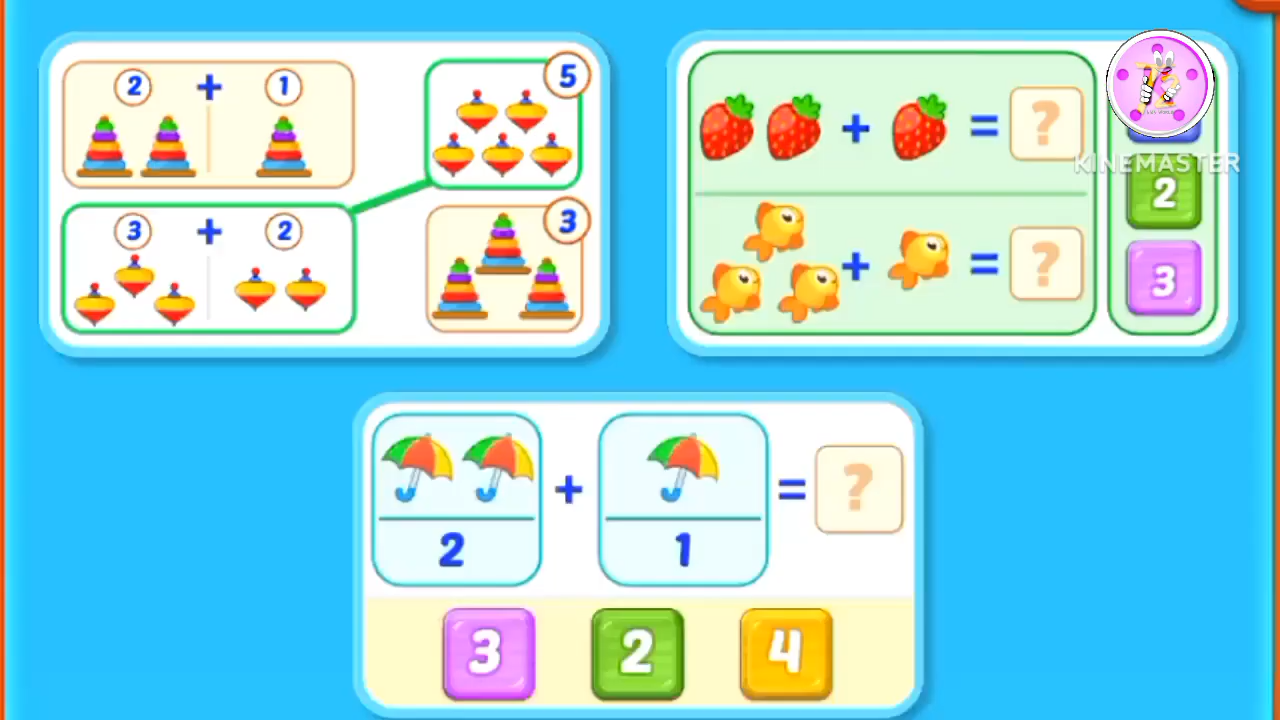 2 + 1
5
3 + 2
3
+ = ?
+ = ?
KINEMASTER
2
3
+ = ?
2
1
3 2 4